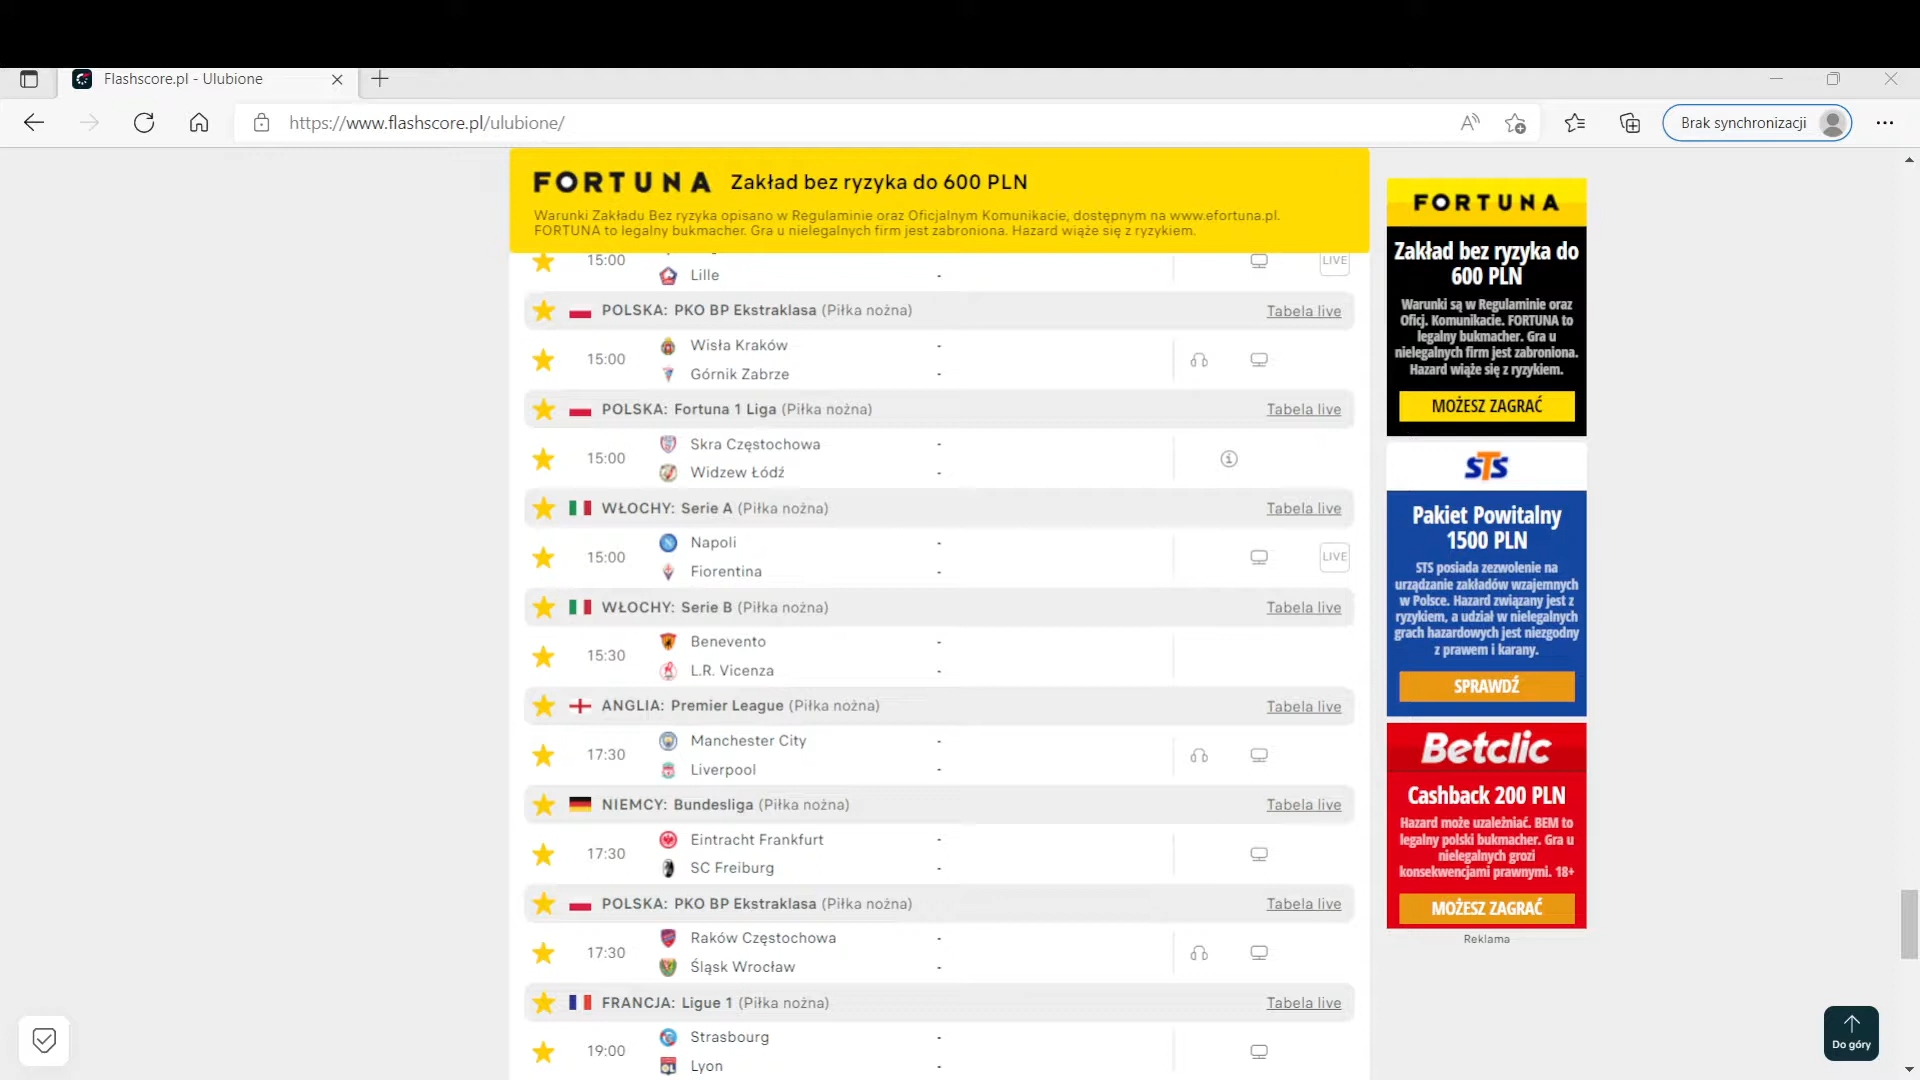 Flashscore.pl - Ulubione
https://www.flashscore.pl/ulubione/
Brak synchronizacji
FORTUNA Zakład bez ryzyka do 600 PLN
Warunki Zakładu Bez ryzyka opisano w Regulaminie oraz Oficjalnym Komunikacie, dostępnym na www.efortuna.pl.
FORTUNA to legalny bukmacher. Gra u nielegalnych firm jest zabroniona. Hazard wiąże się z ryzykiem.
15:00 LIVE
Lille -
POLSKA: PKO BP Ekstraklasa (Piłka nożna) Tabela live
15:00
Wisła Kraków -
Górnik Zabrze -
POLSKA: Fortuna 1 Liga (Piłka nożna) Tabela live
15:00
Skra Częstochowa -
Widzew Łódź -
WŁOCHY: Serie A (Piłka nożna) Tabela live
15:00 LIVE
Napoli -
Fiorentina -
WŁOCHY: Serie B (Piłka nożna) Tabela live
15:30
Benevento -
L.R. Vicenza -
ANGLIA: Premier League (Piłka nożna) Tabela live
17:30
Manchester City -
Liverpool -
NIEMCY: Bundesliga (Piłka nożna) Tabela live
17:30
Eintracht Frankfurt -
SC Freiburg -
POLSKA: PKO BP Ekstraklasa (Piłka nożna) Tabela live
17:30
Raków Częstochowa -
Śląsk Wrocław -
FRANCJA: Ligue 1 (Piłka nożna) Tabela live
19:00
Strasbourg -
Lyon -
FORTUNA
Zakład bez ryzyka do
600 PLN
Warunki są w Regulaminie oraz
Oficj. Komunikacie. FORTUNA to
legalny bukmacher. Gra u
nielegalnych firm jest zabroniona.
Hazard wiąże się z ryzykiem.
MOŻESZ ZAGRAĆ
STS
Pakiet Powitalny
1500 PLN
STS posiada zezwolenie na
urządzanie zakładów wzajemnych
w Polsce. Hazard związany jest z
ryzykiem, a udział w nielegalnych
grach hazardowych jest niezgodny
z prawem i karany.
SPRAWDŹ
Betclic
Cashback 200 PLN
Hazard może uzależniać. BEM to
legalny polski bukmacher. Gra u
nielegalnych grozi
konsekwencjami prawnymi. 18+
MOŻESZ ZAGRAĆ
Reklama
Do góry